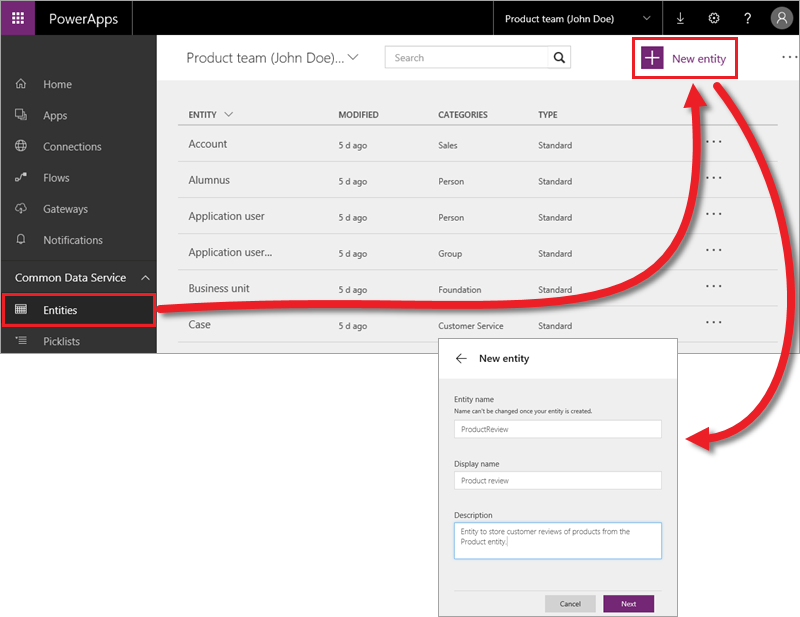 PowerApps
Product team (John Doe)
Product team (John Doe)...
Search
New entity
Home
Apps
Connections
Flows
Gateways
Notifications
Common Data Service
Entities
Picklists
ENTITY MODIFIED CATEGORIES TYPE
Account 5 d ago Sales Standard
Alumnus 5 d ago Person Standard
Application user 5 d ago Person Standard
Application user... 5 d ago Group Standard
Business unit 5 d ago Foundation Standard
Case 5 d ago Customer Service Standard
New entity
Entity name
Name can't be changed once your entity is created.
ProductReview
Display name
Product review
Description
Entity to store customer reviews of products from the
Product entity.
Cancel Next